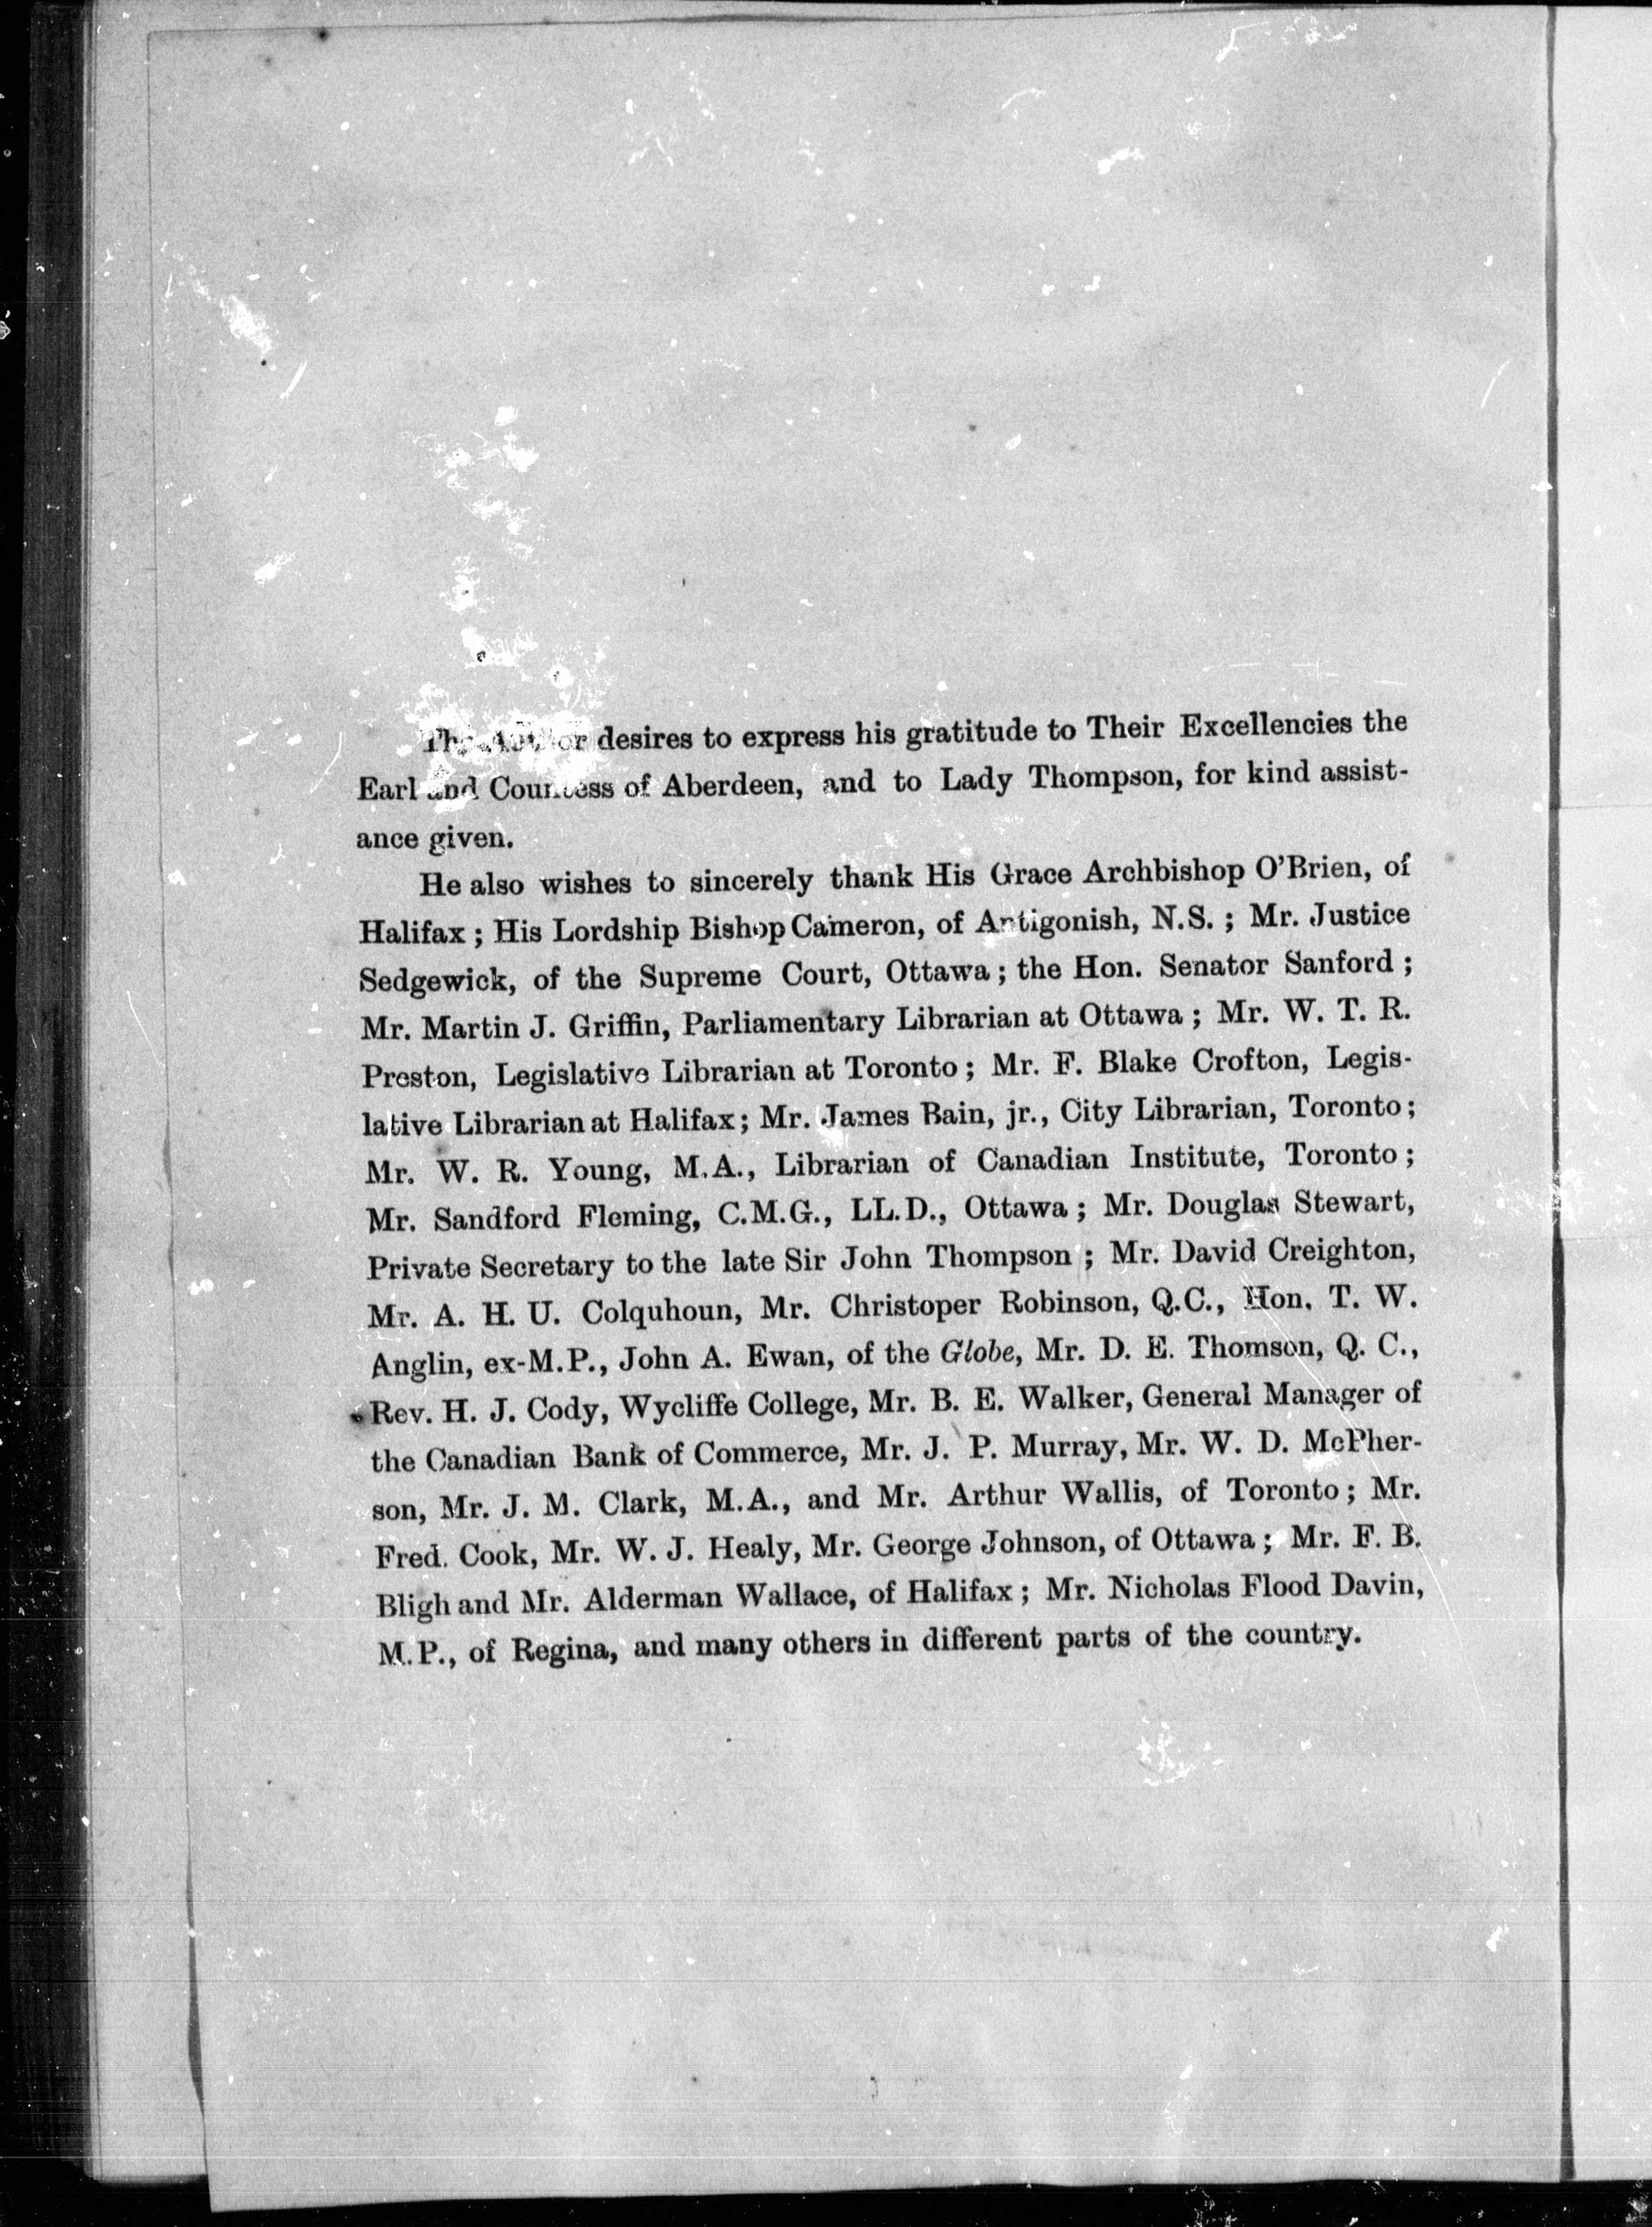 The Author desires to express his gratitude to Their Excellencies the
Earl and Countess of Aberdeen, and to Lady Thompson, for kind assist-
ance given.
He also wishes to sincerely thank His Grace Archbishop O'Brien, of
Halifax ; His Lordship Bishop Cameron, of Antigonish, N.S. ; Mr. Justice
Sedgewick, of the Supreme Court, Ottawa ; the Hon. Senator Sanford ;
Mr. Martin J. Griffin, Parliamentary Librarian at Ottawa ; Mr. W. T. R.
Preston, Legislative Librarian at Toronto ; Mr. F. Blake Crofton, Legis-
lative Librarian at Halifax ; Mr. James Bain, jr., City Librarian, Toronto ;
Mr. W. R. Young, M.A., Librarian of Canadian Institute, Toronto ;
Mr. Sandford Fleming, C.M.G., LL.D., Ottawa ; Mr. Douglas Stewart,
Private Secretary to the late Sir John Thompson ; Mr. David Creighton,
Mr. A. H. U. Colquhoun, Mr. Christoper Robinson, Q.C., Hon. T. W.
Anglin, ex-M.P., John A. Ewan, of the Globe, Mr. D. E. Thomson, Q. C.,
Rev. H. J. Cody, Wycliffe College, Mr. B. E. Walker, General Manager of
the Canadian Bank of Commerce, Mr. J. P. Murray, Mr. W. D. McPher-
son, Mr. J. M. Clark, M.A., and Mr. Arthur Wallis, of Toronto ; Mr.
Fred. Cook, Mr. W. J. Healy, Mr. George Johnson, of Ottawa ; Mr. F. B.
Bligh and Mr. Alderman Wallace, of Halifax ; Mr. Nicholas Flood Davin,
M.P., of Regina, and many others in different parts of the country.